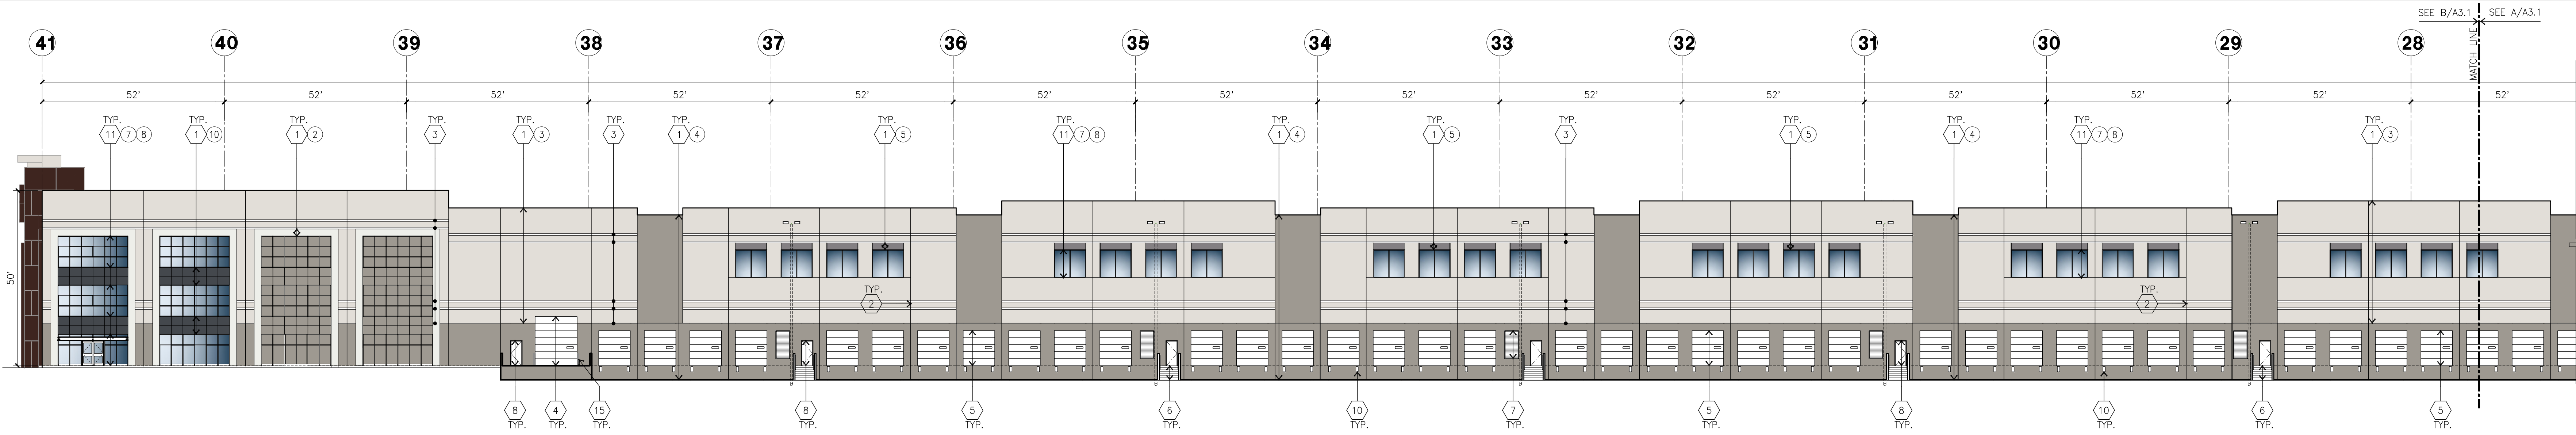 SEE B/A3.1 SEE A/A3.1
MATCH LINE
41 40 39 38 37 36 35 34 33 32 31 30 29 28
52' 52' 52' 52' 52' 52' 52' 52' 52' 52' 52' 52' 52' 52'
TYP. TYP. TYP. TYP. TYP. TYP. TYP. TYP. TYP. TYP. TYP. TYP. TYP. TYP. TYP. TYP.
11 7 8 1 10 1 2 3 1 3 3 1 4 1 5 11 7 8 1 4 1 5 3 1 5 1 4 11 7 8 1 3
50'
TYP. TYP.
2 2
8 4 15 8 5 6 10 7 5 8 10 6 5
TYP. TYP. TYP. TYP. TYP. TYP. TYP. TYP. TYP. TYP. TYP. TYP. TYP.